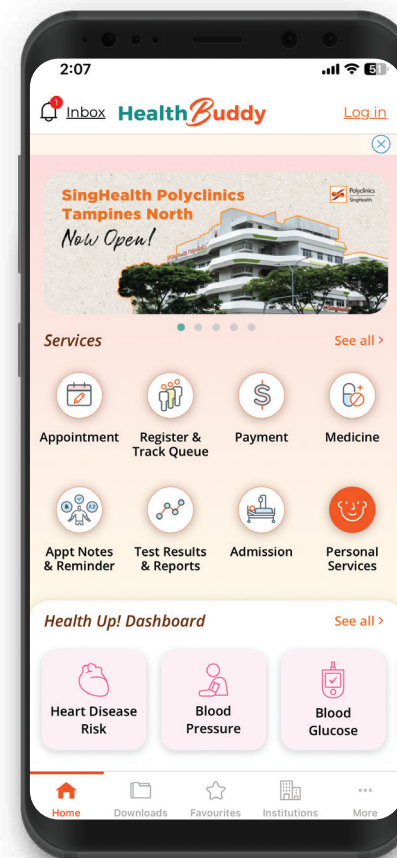 2:07
51
1
Inbox
HealthBuddy
Log in
SingHealth Polyclinics
Tampines North
Now Open!
Polyclinics
SingHealth
Services
See all >
Appointment
Register &
Track Queue
Payment
Medicine
Appt Notes
& Reminder
Test Results
& Reports
Admission
Personal
Services
Health Up! Dashboard
See all >
Heart Disease
Risk
Blood
Pressure
Blood
Glucose
Home
Downloads
Favourites
Institutions
More